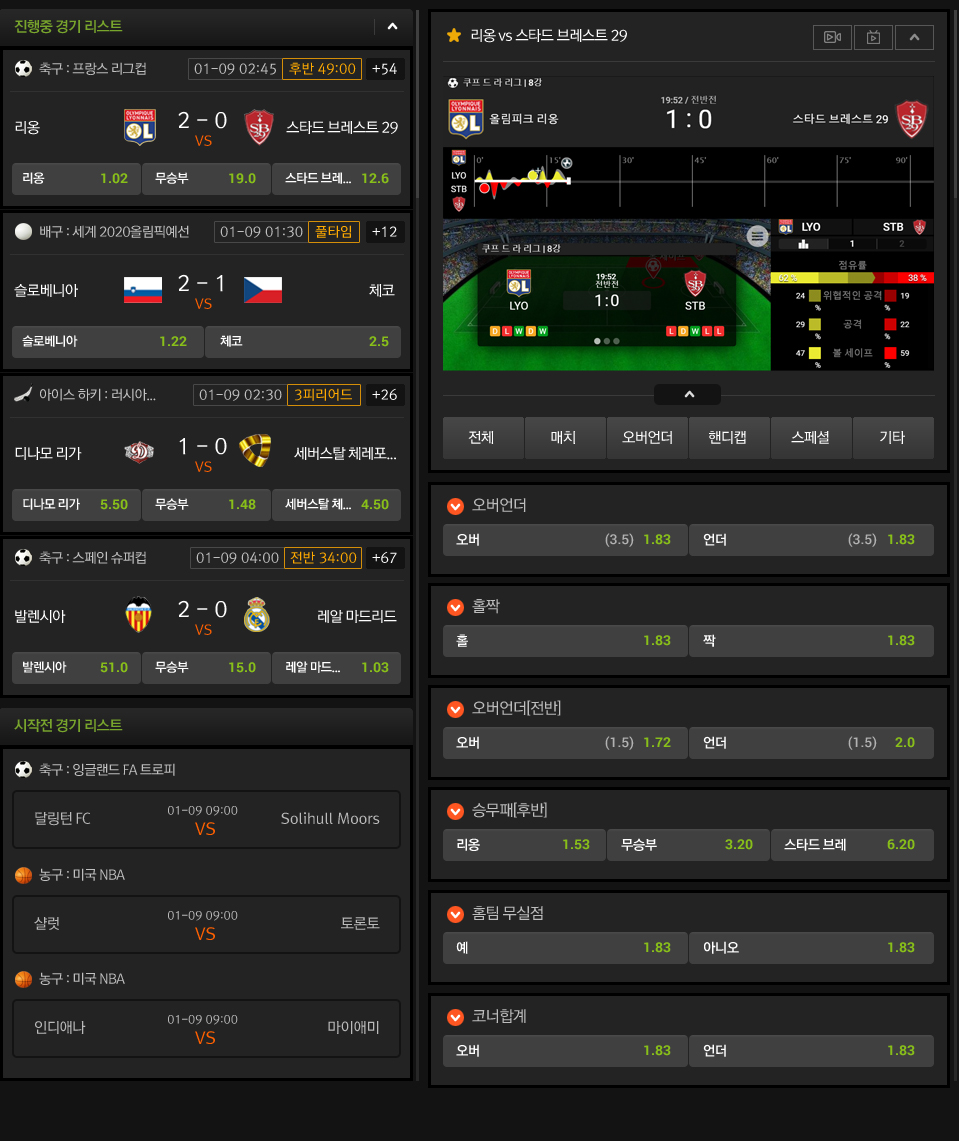 진행중 경기 리스트
축구 : 프랑스 리그컵 01-09 02:45 후반 49:00 +54
리옹 2 - 0 VS 스타드 브레스트 29
리옹 1.02 무승부 19.0 스타드 브레... 12.6
배구 : 세계 2020올림픽예선 01-09 01:30 풀타임 +12
슬로베니아 2 - 1 VS 체코
슬로베니아 1.22 체코 2.5
아이스 하키 : 러시아... 01-09 02:30 3피리어드 +26
디나모 리가 1 - 0 VS 세버스탈 체레포...
디나모 리가 5.50 무승부 1.48 세버스탈 체... 4.50
축구 : 스페인 슈퍼컵 01-09 04:00 전반 34:00 +67
발렌시아 2 - 0 VS 레알 마드리드
발렌시아 51.0 무승부 15.0 레알 마드... 1.03
시작전 경기 리스트
축구 : 잉글랜드 FA 트로피
달링턴 FC 01-09 09:00 VS Solihull Moors
농구 : 미국 NBA
샬럿 01-09 09:00 VS 토론토
농구 : 미국 NBA
인디애나 01-09 09:00 VS 마이애미
리옹 vs 스타드 브레스트 29
쿠프 드 라 리그 | 8강
19:52 / 전반전
올림피크 리옹 1 : 0 스타드 브레스트 29
0' 15' 30' 45' 60' 75' 90'
LYO
STB
쿠프 드 라 리그 | 8강
19:52
전반전
LYO 1:0 STB
D L W D W L D W L L
LYO STB
1 2
점유률
62 % 38 %
24 % 위협적인 공격 19
29 % 공격 22 %
47 % 볼 세이프 59 %
전체 매치 오버언더 핸디캡 스페셜 기타
오버언더
오버 (3.5) 1.83 언더 (3.5) 1.83
홀짝
홀 1.83 짝 1.83
오버언더[전반]
오버 (1.5) 1.72 언더 (1.5) 2.0
승무패[후반]
리옹 1.53 무승부 3.20 스타드 브레 6.20
홈팀 무실점
예 1.83 아니오 1.83
코너합계
오버 1.83 언더 1.83